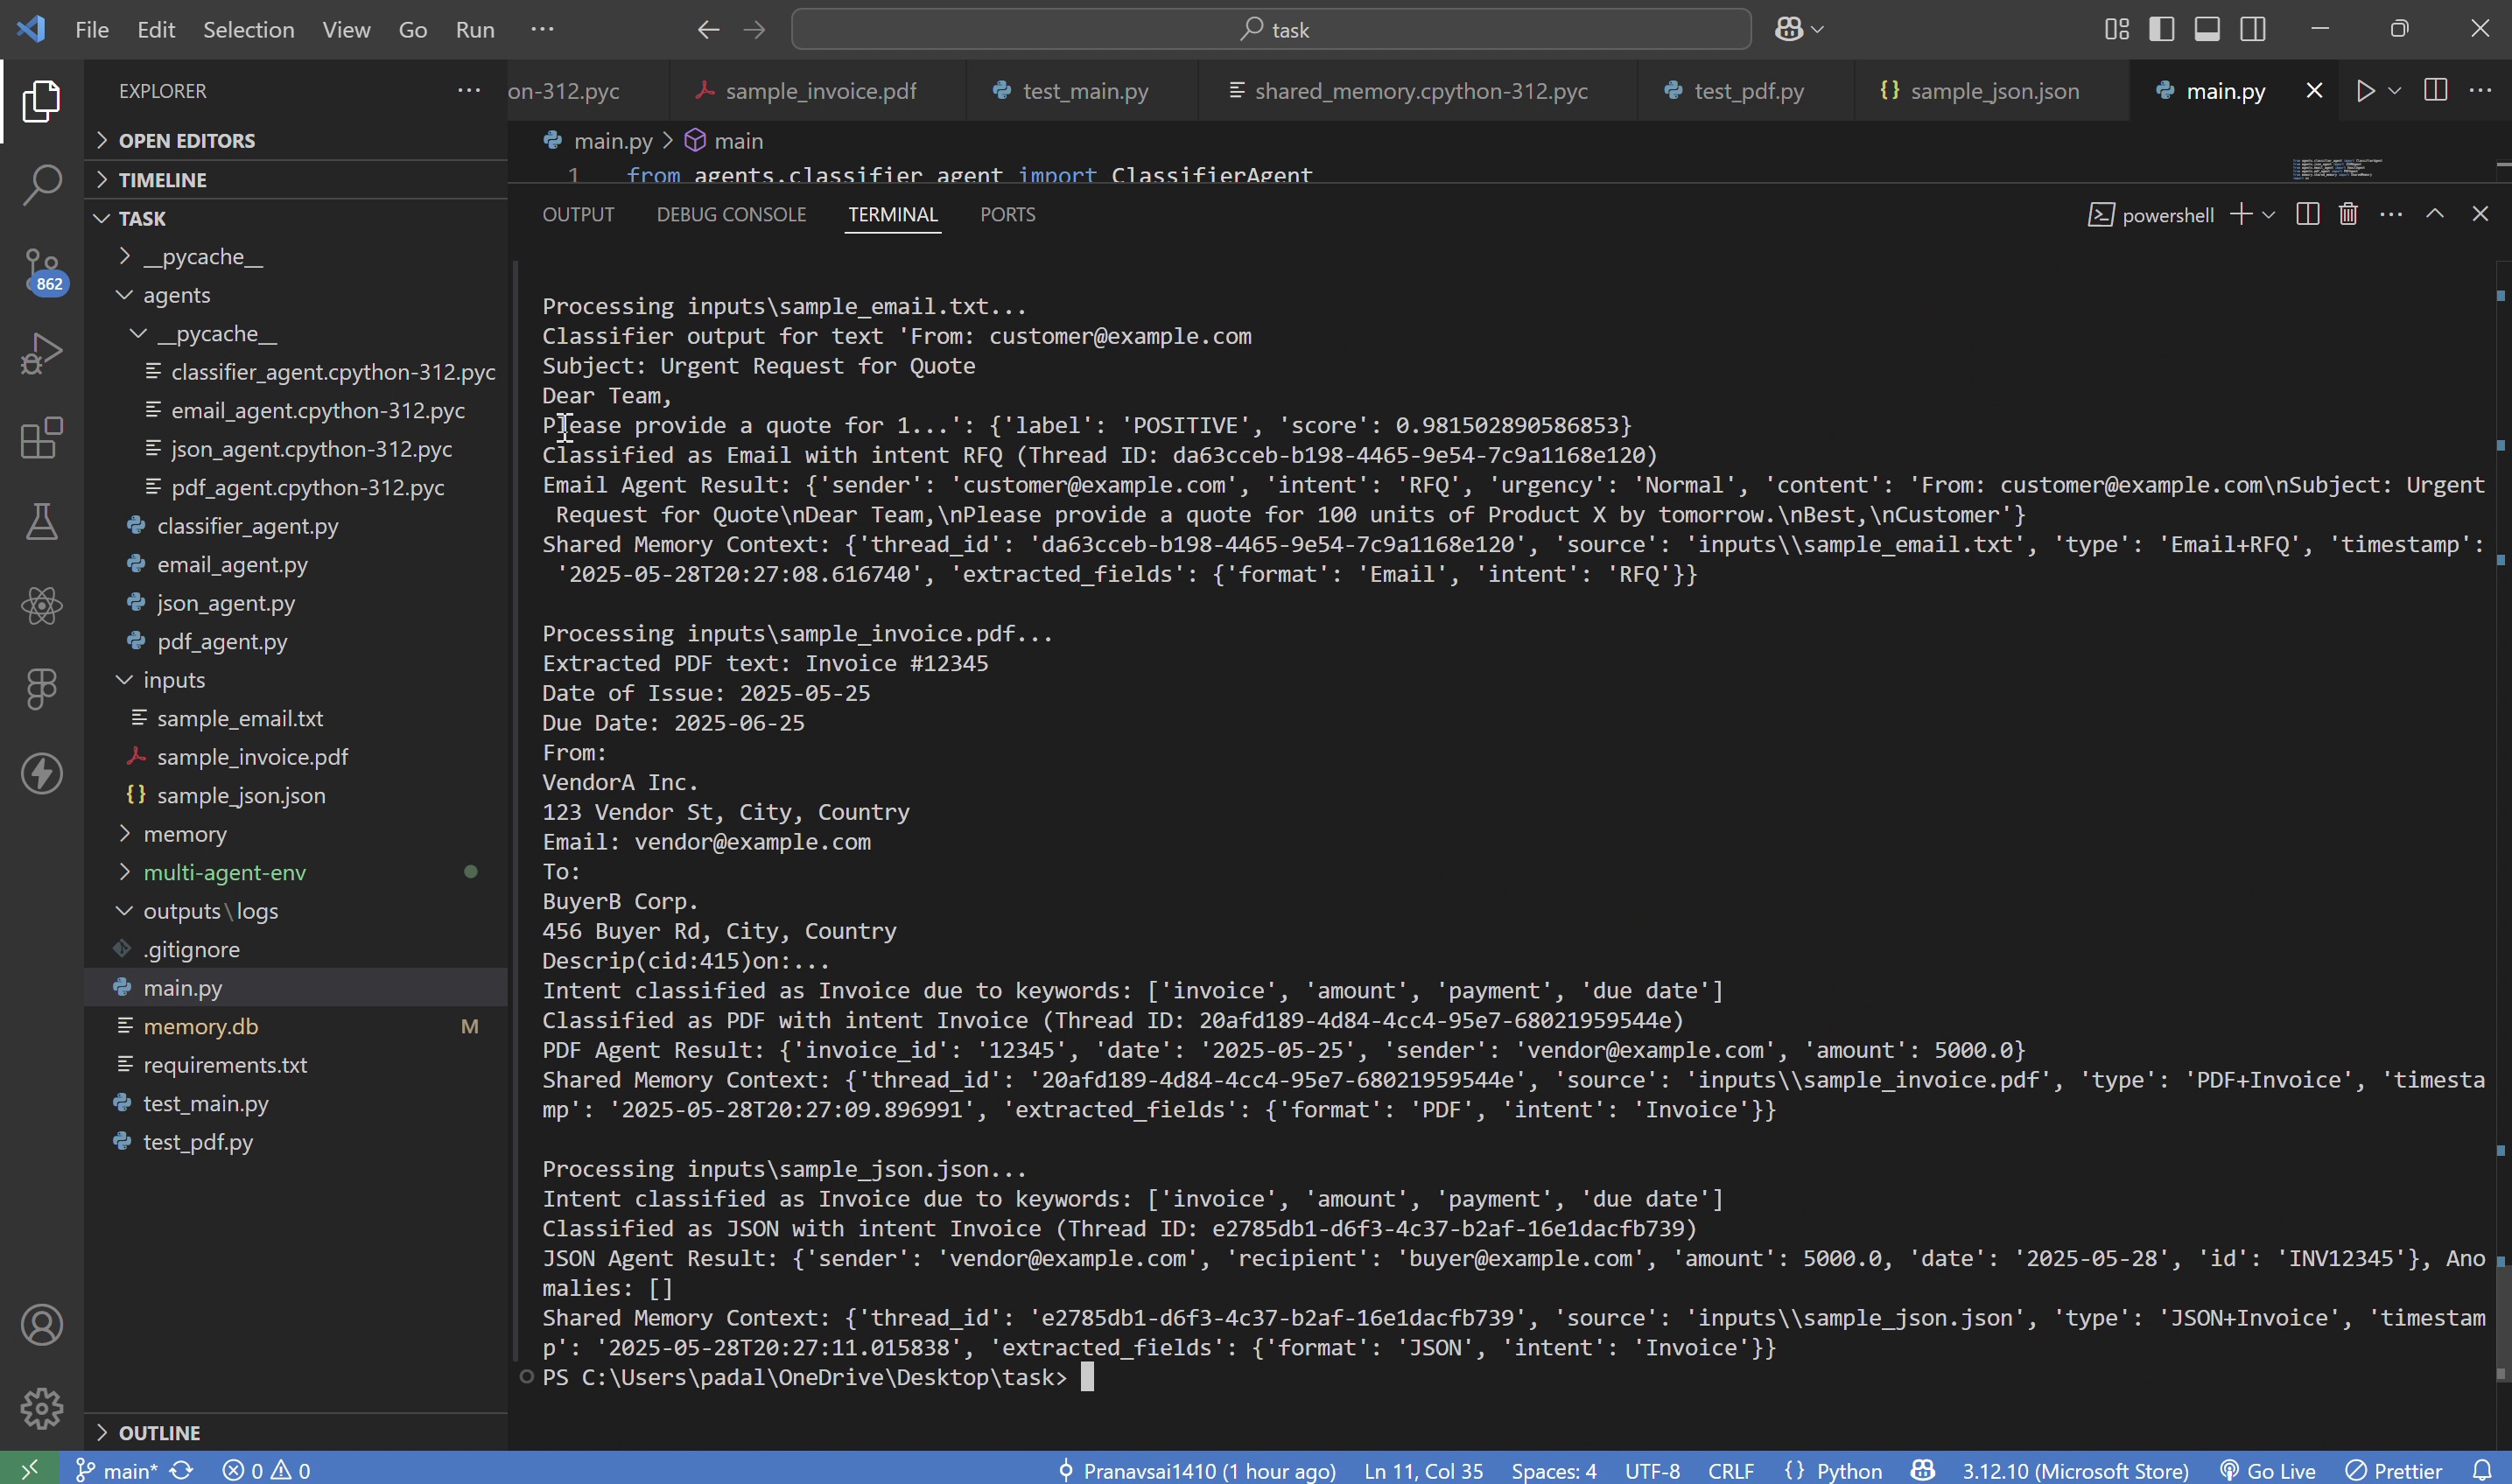 File Edit Selection View Go Run ...
task
EXPLORER
on-312.pyc sample_invoice.pdf test_main.py shared_memory.cpython-312.pyc test_pdf.py sample_json.json main.py
OPEN EDITORS
TIMELINE
TASK
__pycache__
agents
__pycache__
classifier_agent.cpython-312.pyc
email_agent.cpython-312.pyc
json_agent.cpython-312.pyc
pdf_agent.cpython-312.pyc
classifier_agent.py
email_agent.py
json_agent.py
pdf_agent.py
inputs
sample_email.txt
sample_invoice.pdf
sample_json.json
memory
multi-agent-env
outputs\logs
.gitignore
main.py
memory.db M
requirements.txt
test_main.py
test_pdf.py
OUTLINE
862
main.py > main
1 from agents.classifier_agent import ClassifierAgent
OUTPUT DEBUG CONSOLE TERMINAL PORTS
powershell
Processing inputs\sample_email.txt...
Classifier output for text 'From: customer@example.com
Subject: Urgent Request for Quote
Dear Team,
Please provide a quote for 1...': {'label': 'POSITIVE', 'score': 0.981502890586853}
Classified as Email with intent RFQ (Thread ID: da63cceb-b198-4465-9e54-7c9a1168e120)
Email Agent Result: {'sender': 'customer@example.com', 'intent': 'RFQ', 'urgency': 'Normal', 'content': 'From: customer@example.com\nSubject: Urgent
Request for Quote\nDear Team,\nPlease provide a quote for 100 units of Product X by tomorrow.\nBest,\nCustomer'}
Shared Memory Context: {'thread_id': 'da63cceb-b198-4465-9e54-7c9a1168e120', 'source': 'inputs\\sample_email.txt', 'type': 'Email+RFQ', 'timestamp':
'2025-05-28T20:27:08.616740', 'extracted_fields': {'format': 'Email', 'intent': 'RFQ'}}
Processing inputs\sample_invoice.pdf...
Extracted PDF text: Invoice #12345
Date of Issue: 2025-05-25
Due Date: 2025-06-25
From:
VendorA Inc.
123 Vendor St, City, Country
Email: vendor@example.com
To:
BuyerB Corp.
456 Buyer Rd, City, Country
Descrip(cid:415)on:...
Intent classified as Invoice due to keywords: ['invoice', 'amount', 'payment', 'due date']
Classified as PDF with intent Invoice (Thread ID: 20afd189-4d84-4cc4-95e7-68021959544e)
PDF Agent Result: {'invoice_id': '12345', 'date': '2025-05-25', 'sender': 'vendor@example.com', 'amount': 5000.0}
Shared Memory Context: {'thread_id': '20afd189-4d84-4cc4-95e7-68021959544e', 'source': 'inputs\\sample_invoice.pdf', 'type': 'PDF+Invoice', 'timesta
mp': '2025-05-28T20:27:09.896991', 'extracted_fields': {'format': 'PDF', 'intent': 'Invoice'}}
Processing inputs\sample_json.json...
Intent classified as Invoice due to keywords: ['invoice', 'amount', 'payment', 'due date']
Classified as JSON with intent Invoice (Thread ID: e2785db1-d6f3-4c37-b2af-16e1dacfb739)
JSON Agent Result: {'sender': 'vendor@example.com', 'recipient': 'buyer@example.com', 'amount': 5000.0, 'date': '2025-05-28', 'id': 'INV12345'}, Ano
malies: []
Shared Memory Context: {'thread_id': 'e2785db1-d6f3-4c37-b2af-16e1dacfb739', 'source': 'inputs\\sample_json.json', 'type': 'JSON+Invoice', 'timestam
p': '2025-05-28T20:27:11.015838', 'extracted_fields': {'format': 'JSON', 'intent': 'Invoice'}}
PS C:\Users\padal\OneDrive\Desktop\task>
main* 0 0 Pranavsai1410 (1 hour ago) Ln 11, Col 35 Spaces: 4 UTF-8 CRLF {} Python 3.12.10 (Microsoft Store) Go Live Prettier